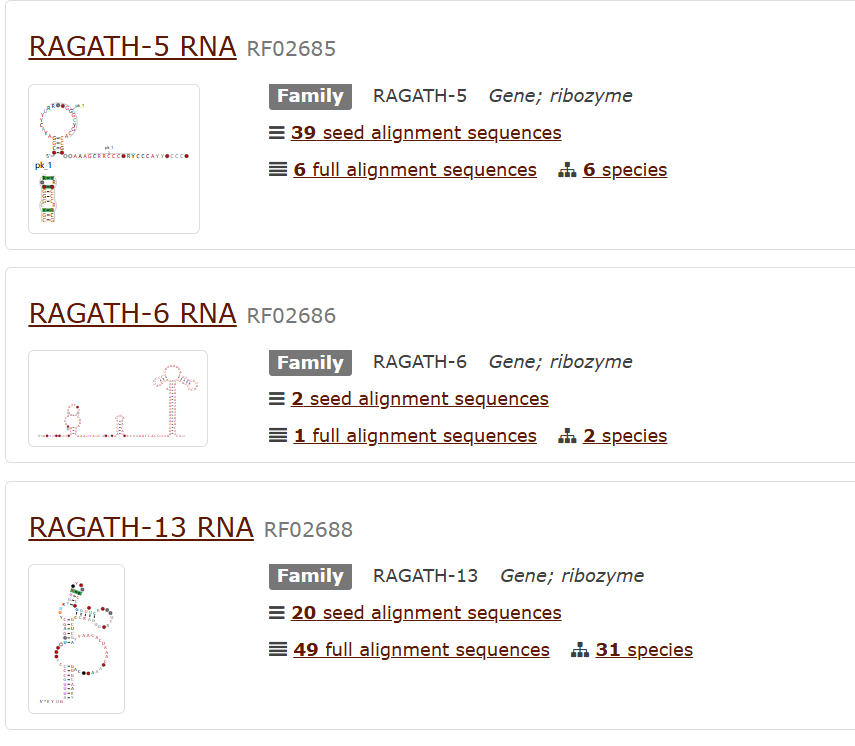 RAGATH-5 RNA RF02685
Family RAGATH-5 Gene; ribozyme
39 seed alignment sequences
6 full alignment sequences 6 species
pk_1
RAGATH-6 RNA RF02686
Family RAGATH-6 Gene; ribozyme
2 seed alignment sequences
1 full alignment sequences 2 species
RAGATH-13 RNA RF02688
Family RAGATH-13 Gene; ribozyme
20 seed alignment sequences
49 full alignment sequences 31 species